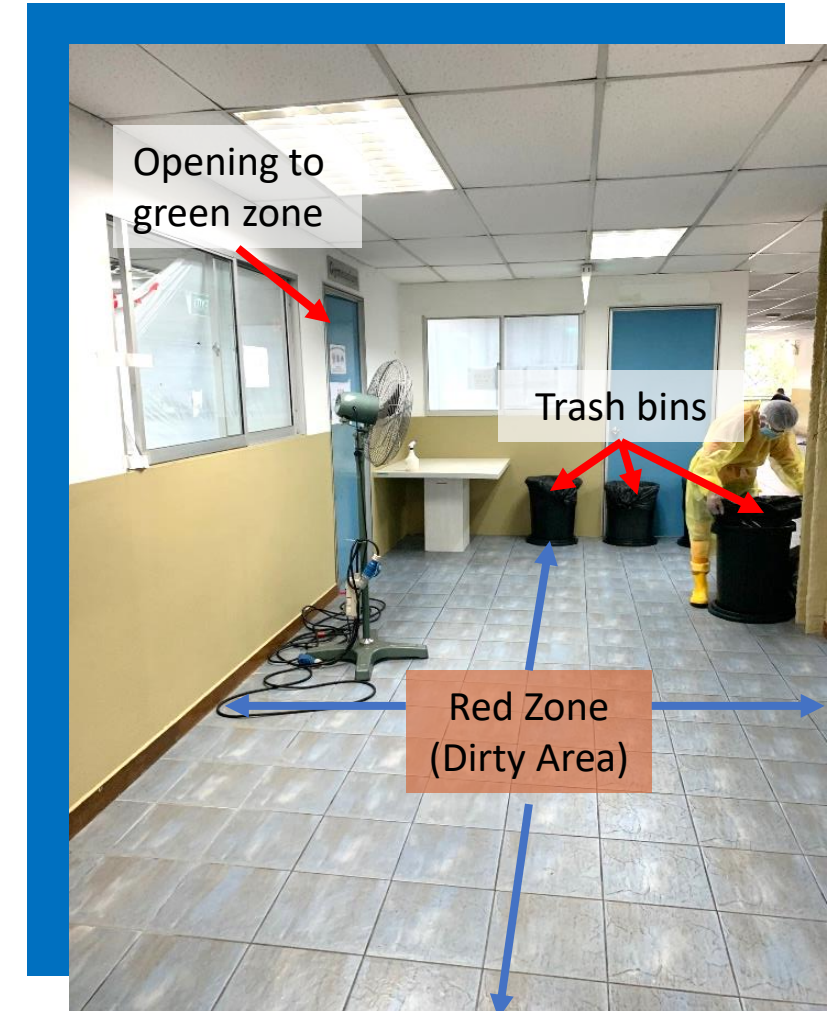 Opening to
green zone
Trash bins
Red Zone
(Dirty Area)